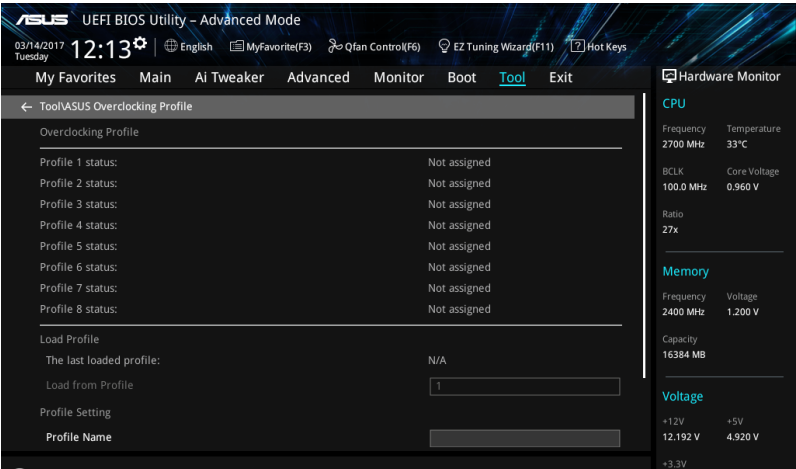 ASUS UEFI BIOS Utility – Advanced Mode
03/14/2017 Tuesday 12:13 English MyFavorite(F3) Qfan Control(F6) EZ Tuning Wizard(F11) ? Hot Keys
My Favorites Main Ai Tweaker Advanced Monitor Boot Tool Exit
← Tool\ASUS Overclocking Profile
Overclocking Profile
Profile 1 status: Not assigned
Profile 2 status: Not assigned
Profile 3 status: Not assigned
Profile 4 status: Not assigned
Profile 5 status: Not assigned
Profile 6 status: Not assigned
Profile 7 status: Not assigned
Profile 8 status: Not assigned
Load Profile
The last loaded profile: N/A
Load from Profile 1
Profile Setting
Profile Name
Hardware Monitor
CPU
Frequency Temperature
2700 MHz 33°C
BCLK Core Voltage
100.0 MHz 0.960 V
Ratio
27x
Memory
Frequency Voltage
2400 MHz 1.200 V
Capacity
16384 MB
Voltage
+12V +5V
12.192 V 4.920 V
+3.3V